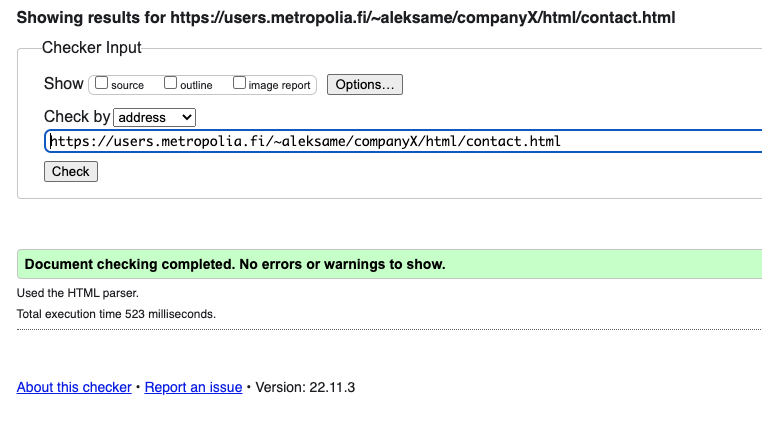 Showing results for https://users.metropolia.fi/~aleksame/companyX/html/contact.html
Checker Input
Show source outline image report Options...
Check by address
https://users.metropolia.fi/~aleksame/companyX/html/contact.html
Check
Document checking completed. No errors or warnings to show.
Used the HTML parser.
Total execution time 523 milliseconds.
About this checker • Report an issue • Version: 22.11.3